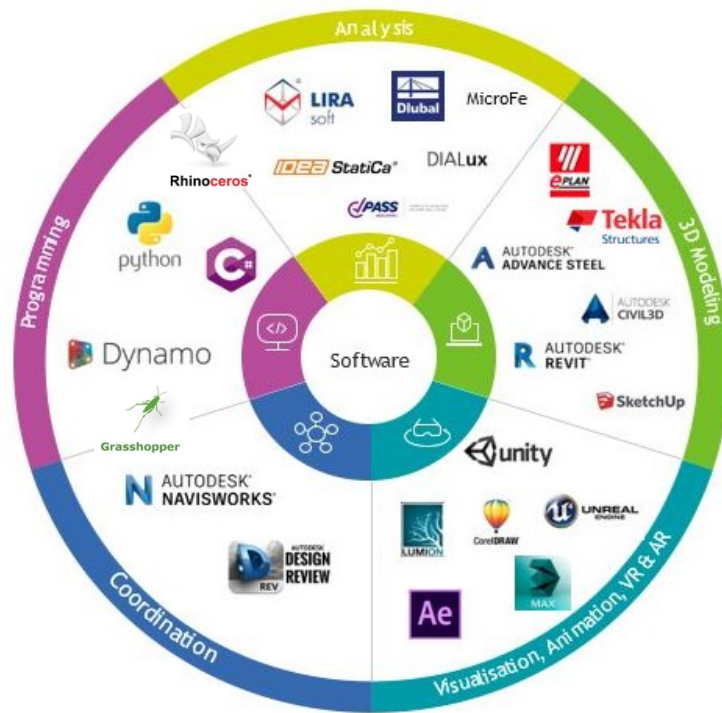 Analysis
LIRA
soft
Dlubal
MicroFe
Rhinoceros®
IDEA StatiCa®
DIALux
PASS
Programming
python
C#
Dynamo
Grasshopper
3D Modeling
ePLAN
Tekla
Structures
AUTODESK®
ADVANCE STEEL
AUTODESK®
CIVIL3D
AUTODESK®
REVIT®
SketchUp
Software
</>
Coordination
AUTODESK®
NAVISWORKS®
AUTODESK®
DESIGN
REVIEW
REV
Visualisation, Animation, VR & AR
unity
LUMION
CorelDRAW
UNREAL
ENGINE
Ae
MAX